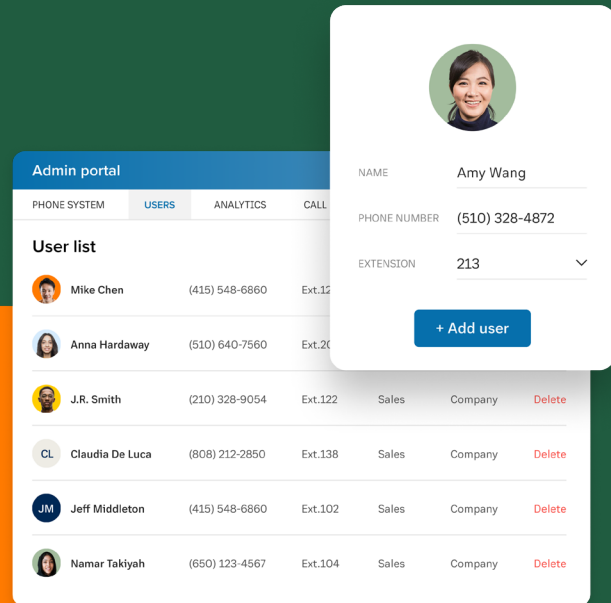 Admin portal
PHONE SYSTEM USERS ANALYTICS CALL
User list
Mike Chen (415) 548-6860
Anna Hardaway (510) 640-7560
J.R. Smith (210) 328-9054 Ext.122 Sales Company Delete
CL Claudia De Luca (808) 212-2850 Ext.138 Sales Company Delete
JM Jeff Middleton (415) 548-6860 Ext.102 Sales Company Delete
Namar Takiyah (650) 123-4567 Ext.104 Sales Company Delete
NAME Amy Wang
PHONE NUMBER (510) 328-4872
EXTENSION 213
+ Add user